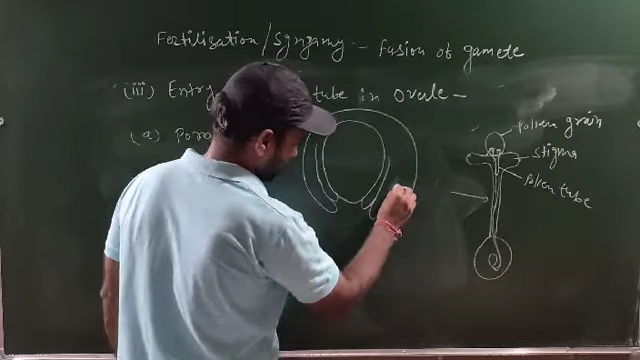 Fertilization/Syngamy - Fusion of gamete
(iii) Entry tube in Ovule -
(a) Poro
Pollen grain
Stigma
Pollen tube